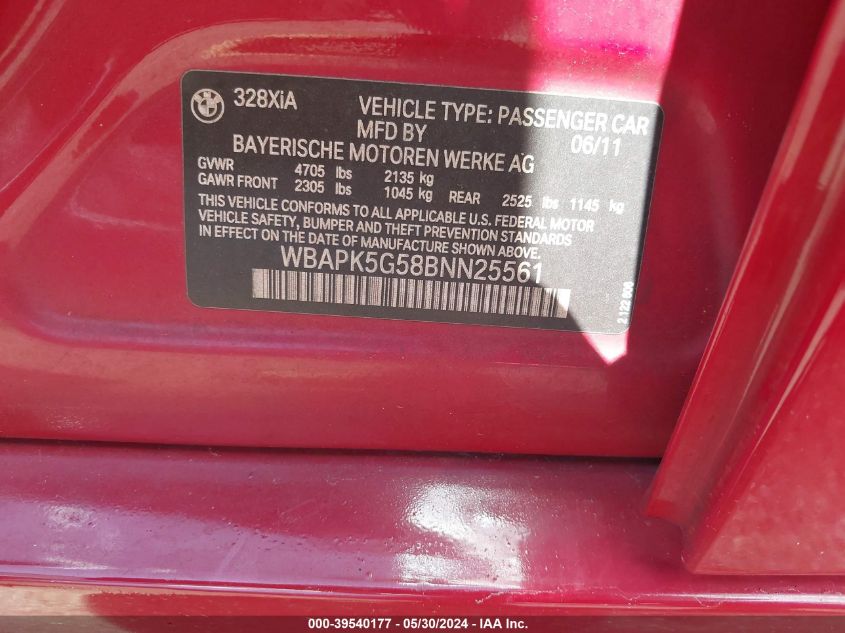 328XiA
VEHICLE TYPE: PASSENGER CAR
MFD BY 06/11
BAYERISCHE MOTOREN WERKE AG
GVWR 4705 lbs 2135 kg
GAWR FRONT 2305 lbs 1045 kg REAR 2525 lbs 1145 kg
THIS VEHICLE CONFORMS TO ALL APPLICABLE U.S. FEDERAL MOTOR
VEHICLE SAFETY, BUMPER AND THEFT PREVENTION STANDARDS
IN EFFECT ON THE DATE OF MANUFACTURE SHOWN ABOVE.
WBAPK5G58BNN25561
000-39540177 - 05/30/2024 - IAA Inc.